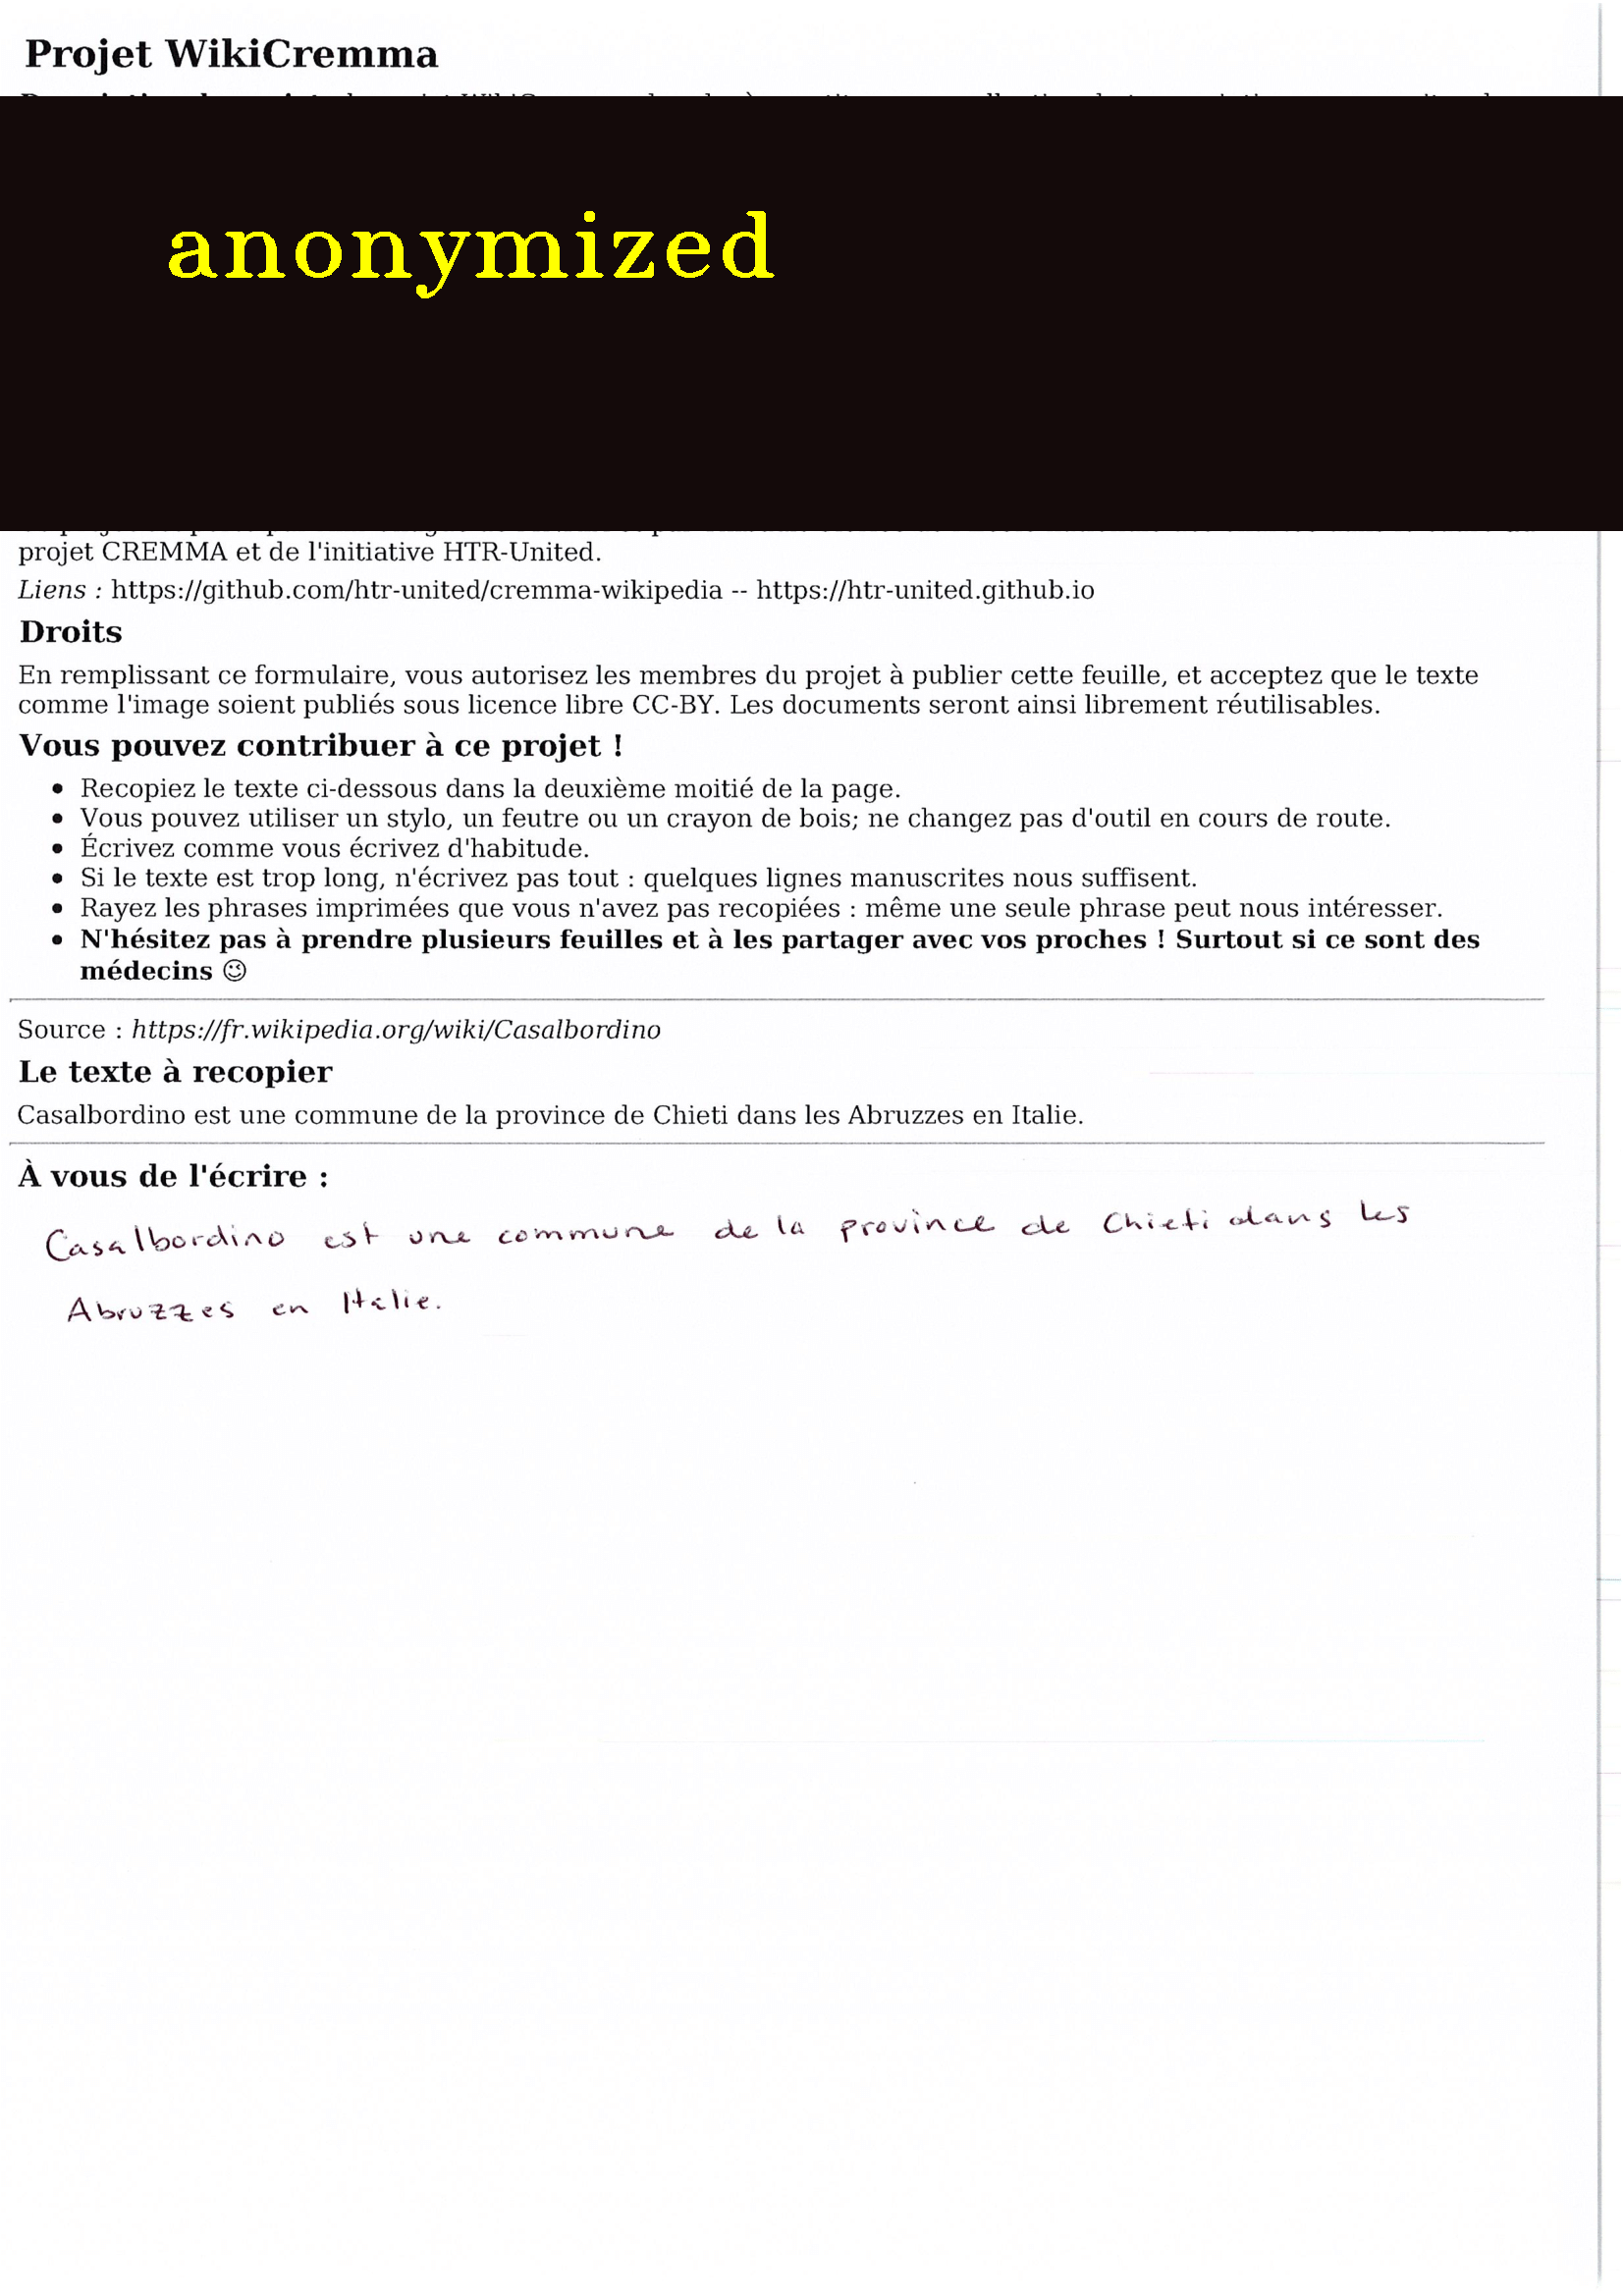 Projet WikiCremma
anonymized
projet CREMMA et de l'initiative HTR-United.
Liens : https://github.com/htr-united/cremma-wikipedia -- https://htr-united.github.io
Droits
En remplissant ce formulaire, vous autorisez les membres du projet à publier cette feuille, et acceptez que le texte
comme l'image soient publiés sous licence libre CC-BY. Les documents seront ainsi librement réutilisables.
Vous pouvez contribuer à ce projet !
• Recopiez le texte ci-dessous dans la deuxième moitié de la page.
• Vous pouvez utiliser un stylo, un feutre ou un crayon de bois; ne changez pas d'outil en cours de route.
• Écrivez comme vous écrivez d'habitude.
• Si le texte est trop long, n'écrivez pas tout : quelques lignes manuscrites nous suffisent.
• Rayez les phrases imprimées que vous n'avez pas recopiées : même une seule phrase peut nous intéresser.
• N'hésitez pas à prendre plusieurs feuilles et à les partager avec vos proches ! Surtout si ce sont des
médecins 😉
Source : https://fr.wikipedia.org/wiki/Casalbordino
Le texte à recopier
Casalbordino est une commune de la province de Chieti dans les Abruzzes en Italie.
À vous de l'écrire :
Casalbordino est une commune de la province de Chieti dans les
Abruzzes en Italie.